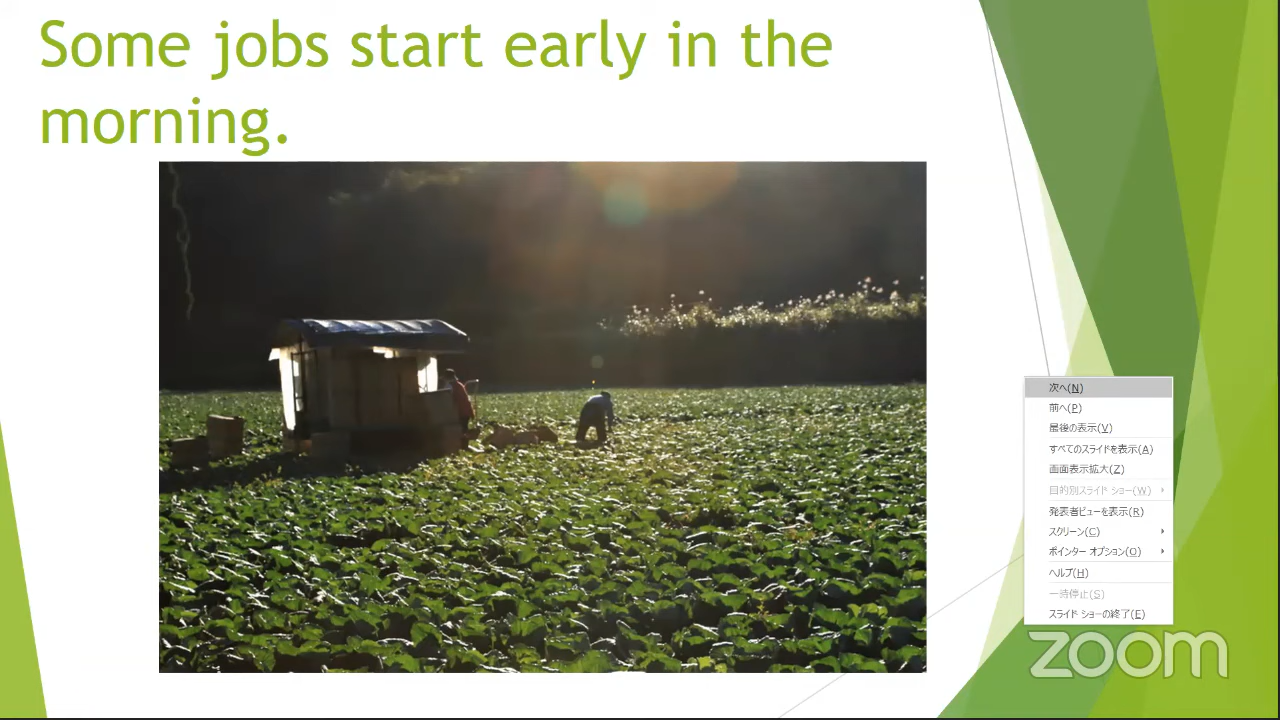 Some jobs start early in the
morning.
次へ(N)
前へ(P)
最後の表示(V)
すべてのスライドを表示(A)
画面表示拡大(Z)
目的別スライド ショー(W)
発表者ビューを表示(R)
スクリーン(C)
ポインター オプション(O)
ヘルプ(H)
一時停止(S)
スライド ショーの終了(E)
zoom